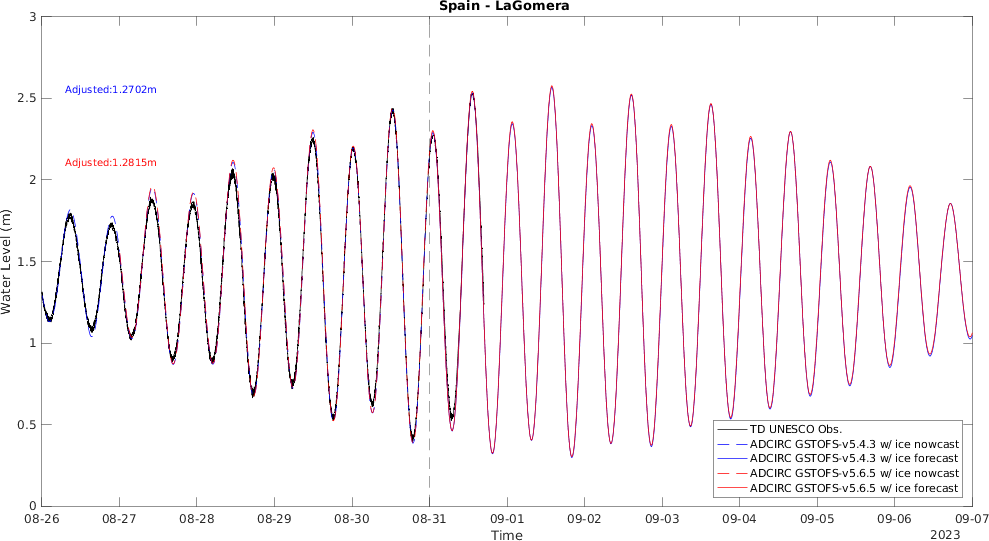 Spain - LaGomera
3
2.5
2
1.5
1
0.5
0
Water Level (m)
Adjusted:1.2702m
Adjusted:1.2815m
TD UNESCO Obs.
ADCIRC GSTOFS-v5.4.3 w/ ice nowcast
ADCIRC GSTOFS-v5.4.3 w/ ice forecast
ADCIRC GSTOFS-v5.6.5 w/ ice nowcast
ADCIRC GSTOFS-v5.6.5 w/ ice forecast
08-26 08-27 08-28 08-29 08-30 08-31 09-01 09-02 09-03 09-04 09-05 09-06 09-07
Time
2023